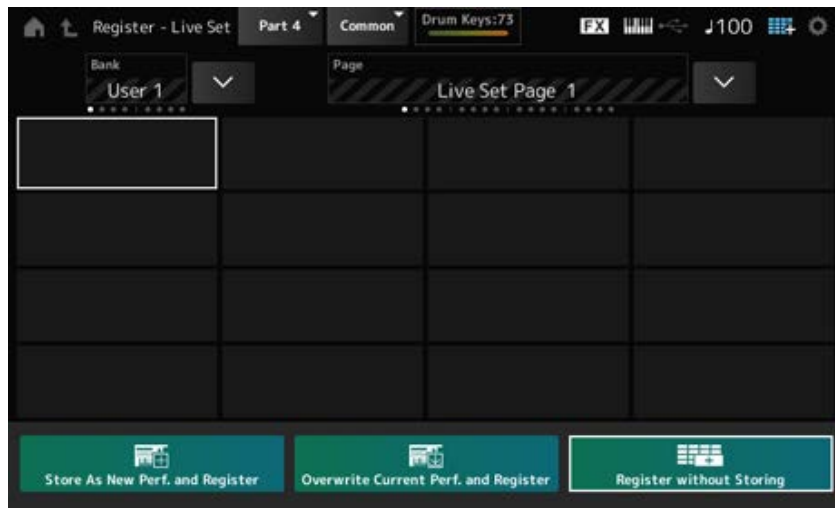 Register - Live Set
Part 4
Common
Drum Keys:73
FX
♩100
Bank
User 1
Page
Live Set Page 1
Store As New Perf. and Register
Overwrite Current Perf. and Register
Register without Storing